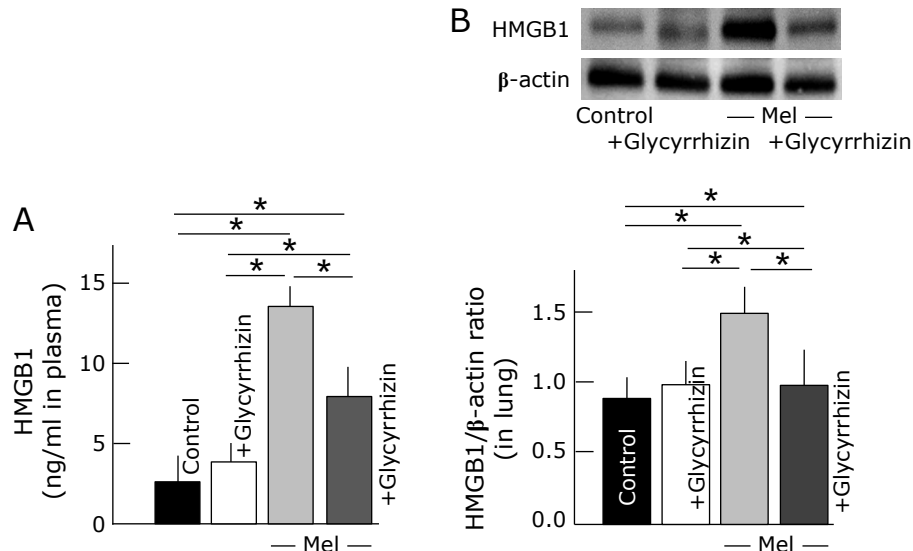 B
HMGB1
β-actin
Control
— Mel —
+Glycyrrhizin
+Glycyrrhizin
A
*
*
*
*
*
HMGB1
(ng/ml in plasma)
15
10
5
0
Control
+Glycyrrhizin
+Glycyrrhizin
— Mel —
*
*
*
*
*
HMGB1/β-actin ratio
(in lung)
1.5
1.0
0.5
0.0
Control
+Glycyrrhizin
+Glycyrrhizin
— Mel —